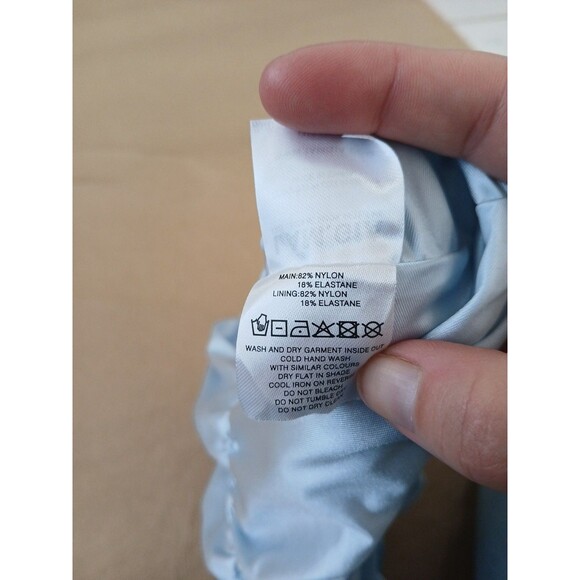 MAIN:82% NYLON
18% ELASTANE
LINING:82% NYLON
18% ELASTANE
WASH AND DRY GARMENT INSIDE OUT
COLD HAND WASH
WITH SIMILAR COLOURS
DRY FLAT IN SHADE
COOL IRON ON REVERSE
DO NOT BLEACH
DO NOT TUMBLE
DO NOT DRY CLEAN